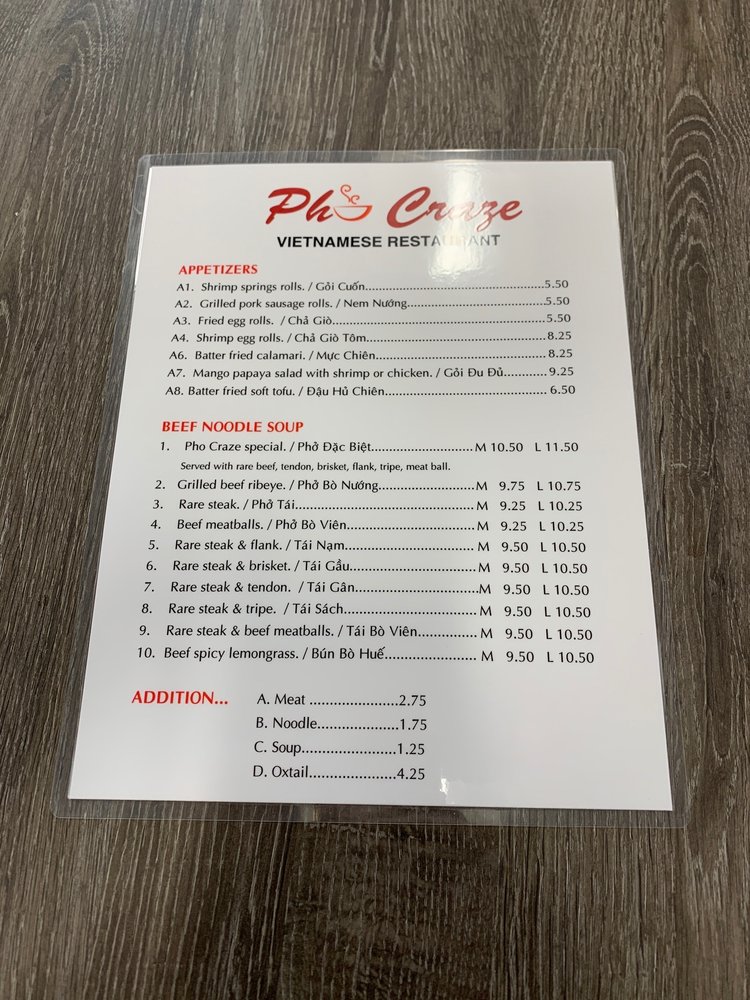 Pho Craze
VIETNAMESE RESTAURANT
APPETIZERS
A1. Shrimp springs rolls. / Gỏi Cuốn.............................................5.50
A2. Grilled pork sausage rolls. / Nem Nướng...................................5.50
A3. Fried egg rolls. / Chả Giò.....................................................5.50
A4. Shrimp egg rolls. / Chả Giò Tôm.............................................8.25
A6. Batter fried calamari. / Mực Chiên...........................................8.25
A7. Mango papaya salad with shrimp or chicken. / Gỏi Đu Đủ............9.25
A8. Batter fried soft tofu. / Đậu Hủ Chiên..........................................6.50
BEEF NOODLE SOUP
1. Pho Craze special. / Phở Đặc Biệt.........................M 10.50 L 11.50
Served with rare beef, tendon, brisket, flank, tripe, meat ball.
2. Grilled beef ribeye. / Phở Bò Nướng.......................M 9.75 L 10.75
3. Rare steak. / Phở Tái...........................................M 9.25 L 10.25
4. Beef meatballs. / Phở Bò Viên...............................M 9.25 L 10.25
5. Rare steak & flank. / Tái Nạm...............................M 9.50 L 10.50
6. Rare steak & brisket. / Tái Gầu..............................M 9.50 L 10.50
7. Rare steak & tendon. / Tái Gân..............................M 9.50 L 10.50
8. Rare steak & tripe. / Tái Sách................................M 9.50 L 10.50
9. Rare steak & beef meatballs. / Tái Bò Viên..............M 9.50 L 10.50
10. Beef spicy lemongrass. / Bún Bò Huế.....................M 9.50 L 10.50
ADDITION... A. Meat ......................2.75
B. Noodle....................1.75
C. Soup.......................1.25
D. Oxtail.....................4.25